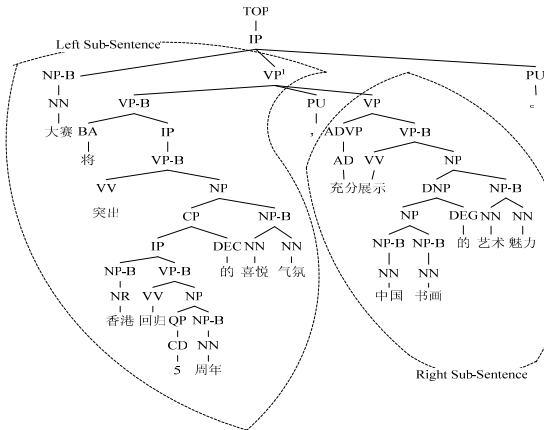 TOP
Left Sub-Sentence IP
NP-B VP¹ PU
NN VP-B PU VP 。
大赛 BA IP , ADVP VP-B
将 VP-B AD VV NP
VV NP 充分 展示 DNP NP-B
突出 CP NP-B NP DEG NN NN
IP DEC NN NN NP-B NP-B 的 艺术 魅力
NP-B VP-B 的 喜悦 气氛 NN NN
NR VV NP 中国 书画
香港 回归 QP NP-B
CD NN
5 周年
Right Sub-Sentence